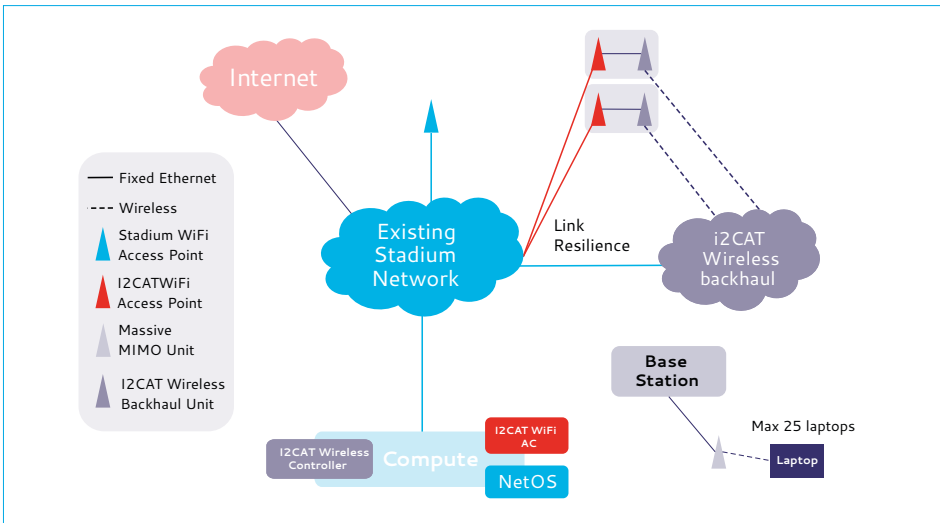 Internet
Fixed Ethernet
Wireless
Stadium WiFi
Access Point
I2CATWiFi
Access Point
Massive
MIMO Unit
I2CAT Wireless
Backhaul Unit
Existing
Stadium
Network
Link
Resilience
i2CAT
Wireless
backhaul
Base
Station
Max 25 laptops
Laptop
I2CAT Wireless
Controller
Compute
I2CAT WiFi
AC
NetOS